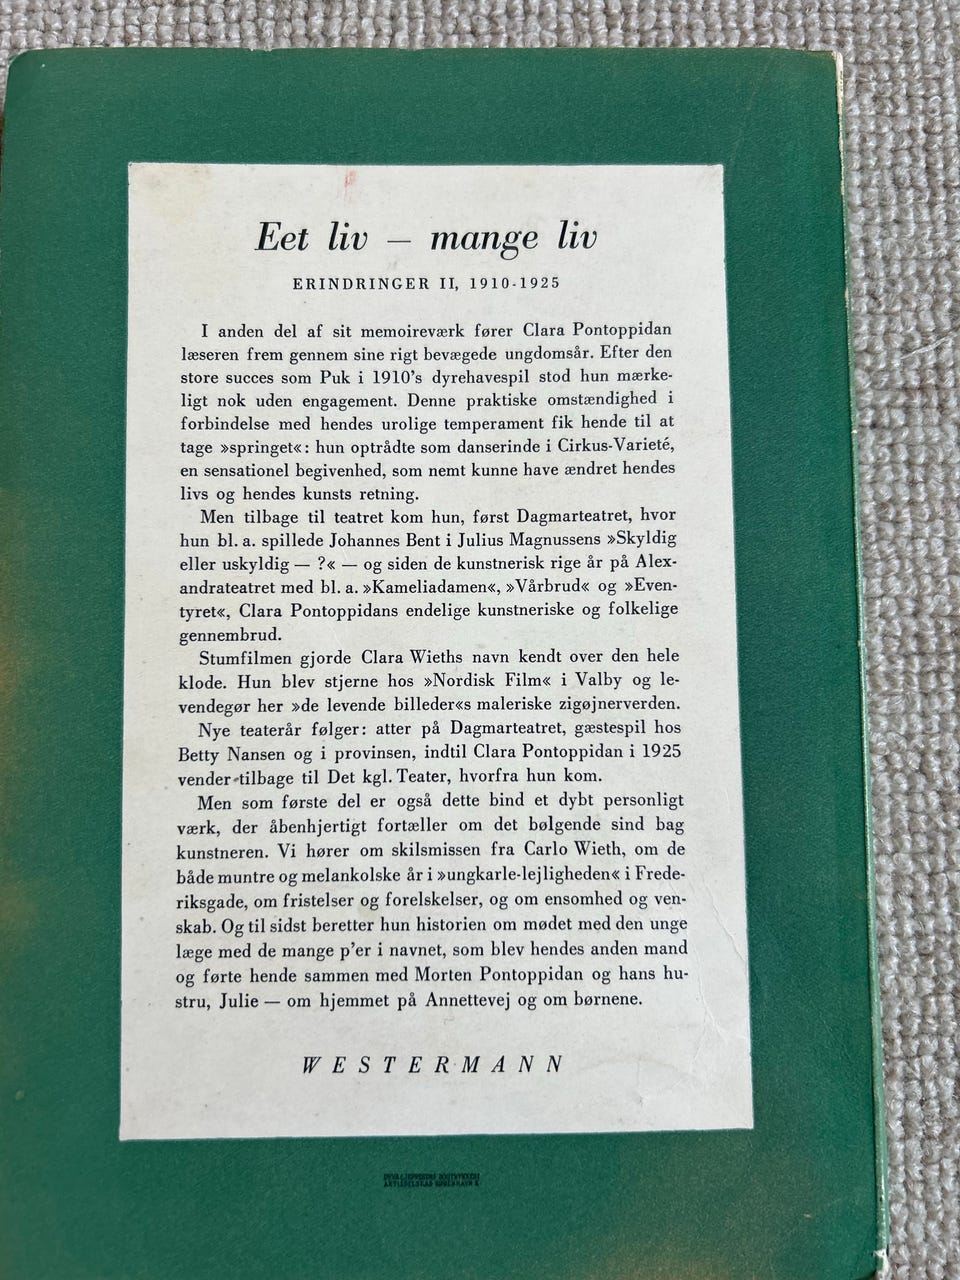 Eet liv – mange liv
ERINDRINGER II, 1910-1925
I anden del af sit memoireværk fører Clara Pontoppidan
læseren frem gennem sine rigt bevægede ungdomsår. Efter den
store succes som Puk i 1910's dyrehavespil stod hun mærke-
ligt nok uden engagement. Denne praktiske omstændighed i
forbindelse med hendes urolige temperament fik hende til at
tage »springet«: hun optrådte som danserinde i Cirkus-Varieté,
en sensationel begivenhed, som nemt kunne have ændret hendes
livs og hendes kunsts retning.
Men tilbage til teatret kom hun, først Dagmarteatret, hvor
hun bl. a. spillede Johannes Bent i Julius Magnussens »Skyldig
eller uskyldig — ?« — og siden de kunstnerisk rige år på Alex-
andrateatret med bl. a. »Kameliadamen«, »Vårbrud« og »Even-
tyret«, Clara Pontoppidans endelige kunstneriske og folkelige
gennembrud.
Stumfilmen gjorde Clara Wieths navn kendt over den hele
klode. Hun blev stjerne hos »Nordisk Film« i Valby og le-
vendegør her »de levende billeder«s maleriske zigøjnerverden.
Nye teaterår følger: atter på Dagmarteatret, gæstespil hos
Betty Nansen og i provinsen, indtil Clara Pontoppidan i 1925
vender tilbage til Det kgl. Teater, hvorfra hun kom.
Men som første del er også dette bind et dybt personligt
værk, der åbenhjertigt fortæller om det bølgende sind bag
kunstneren. Vi hører om skilsmissen fra Carlo Wieth, om de
både muntre og melankolske år i »ungkarle-lejligheden« i Frede-
riksgade, om fristelser og forelskelser, og om ensomhed og ven-
skab. Og til sidst beretter hun historien om mødet med den unge
læge med de mange p'er i navnet, som blev hendes anden mand
og førte hende sammen med Morten Pontoppidan og hans hu-
stru, Julie — om hjemmet på Annettevej og om børnene.
WESTERMANN